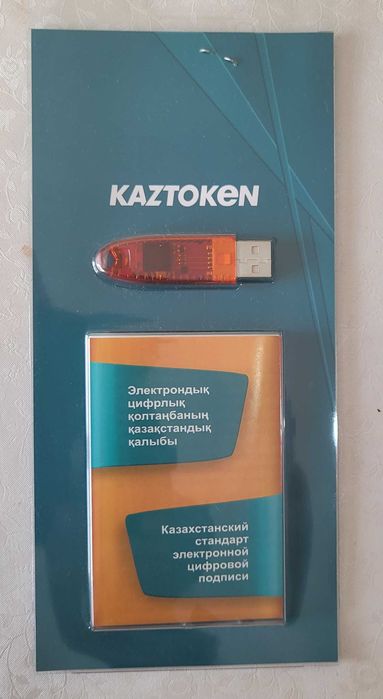 KAZTOKEN
Электрондық
цифрлық
қолтаңбаның
қазақстандық
қалыбы
Казахстанский
стандарт
электронной
цифровой
подписи